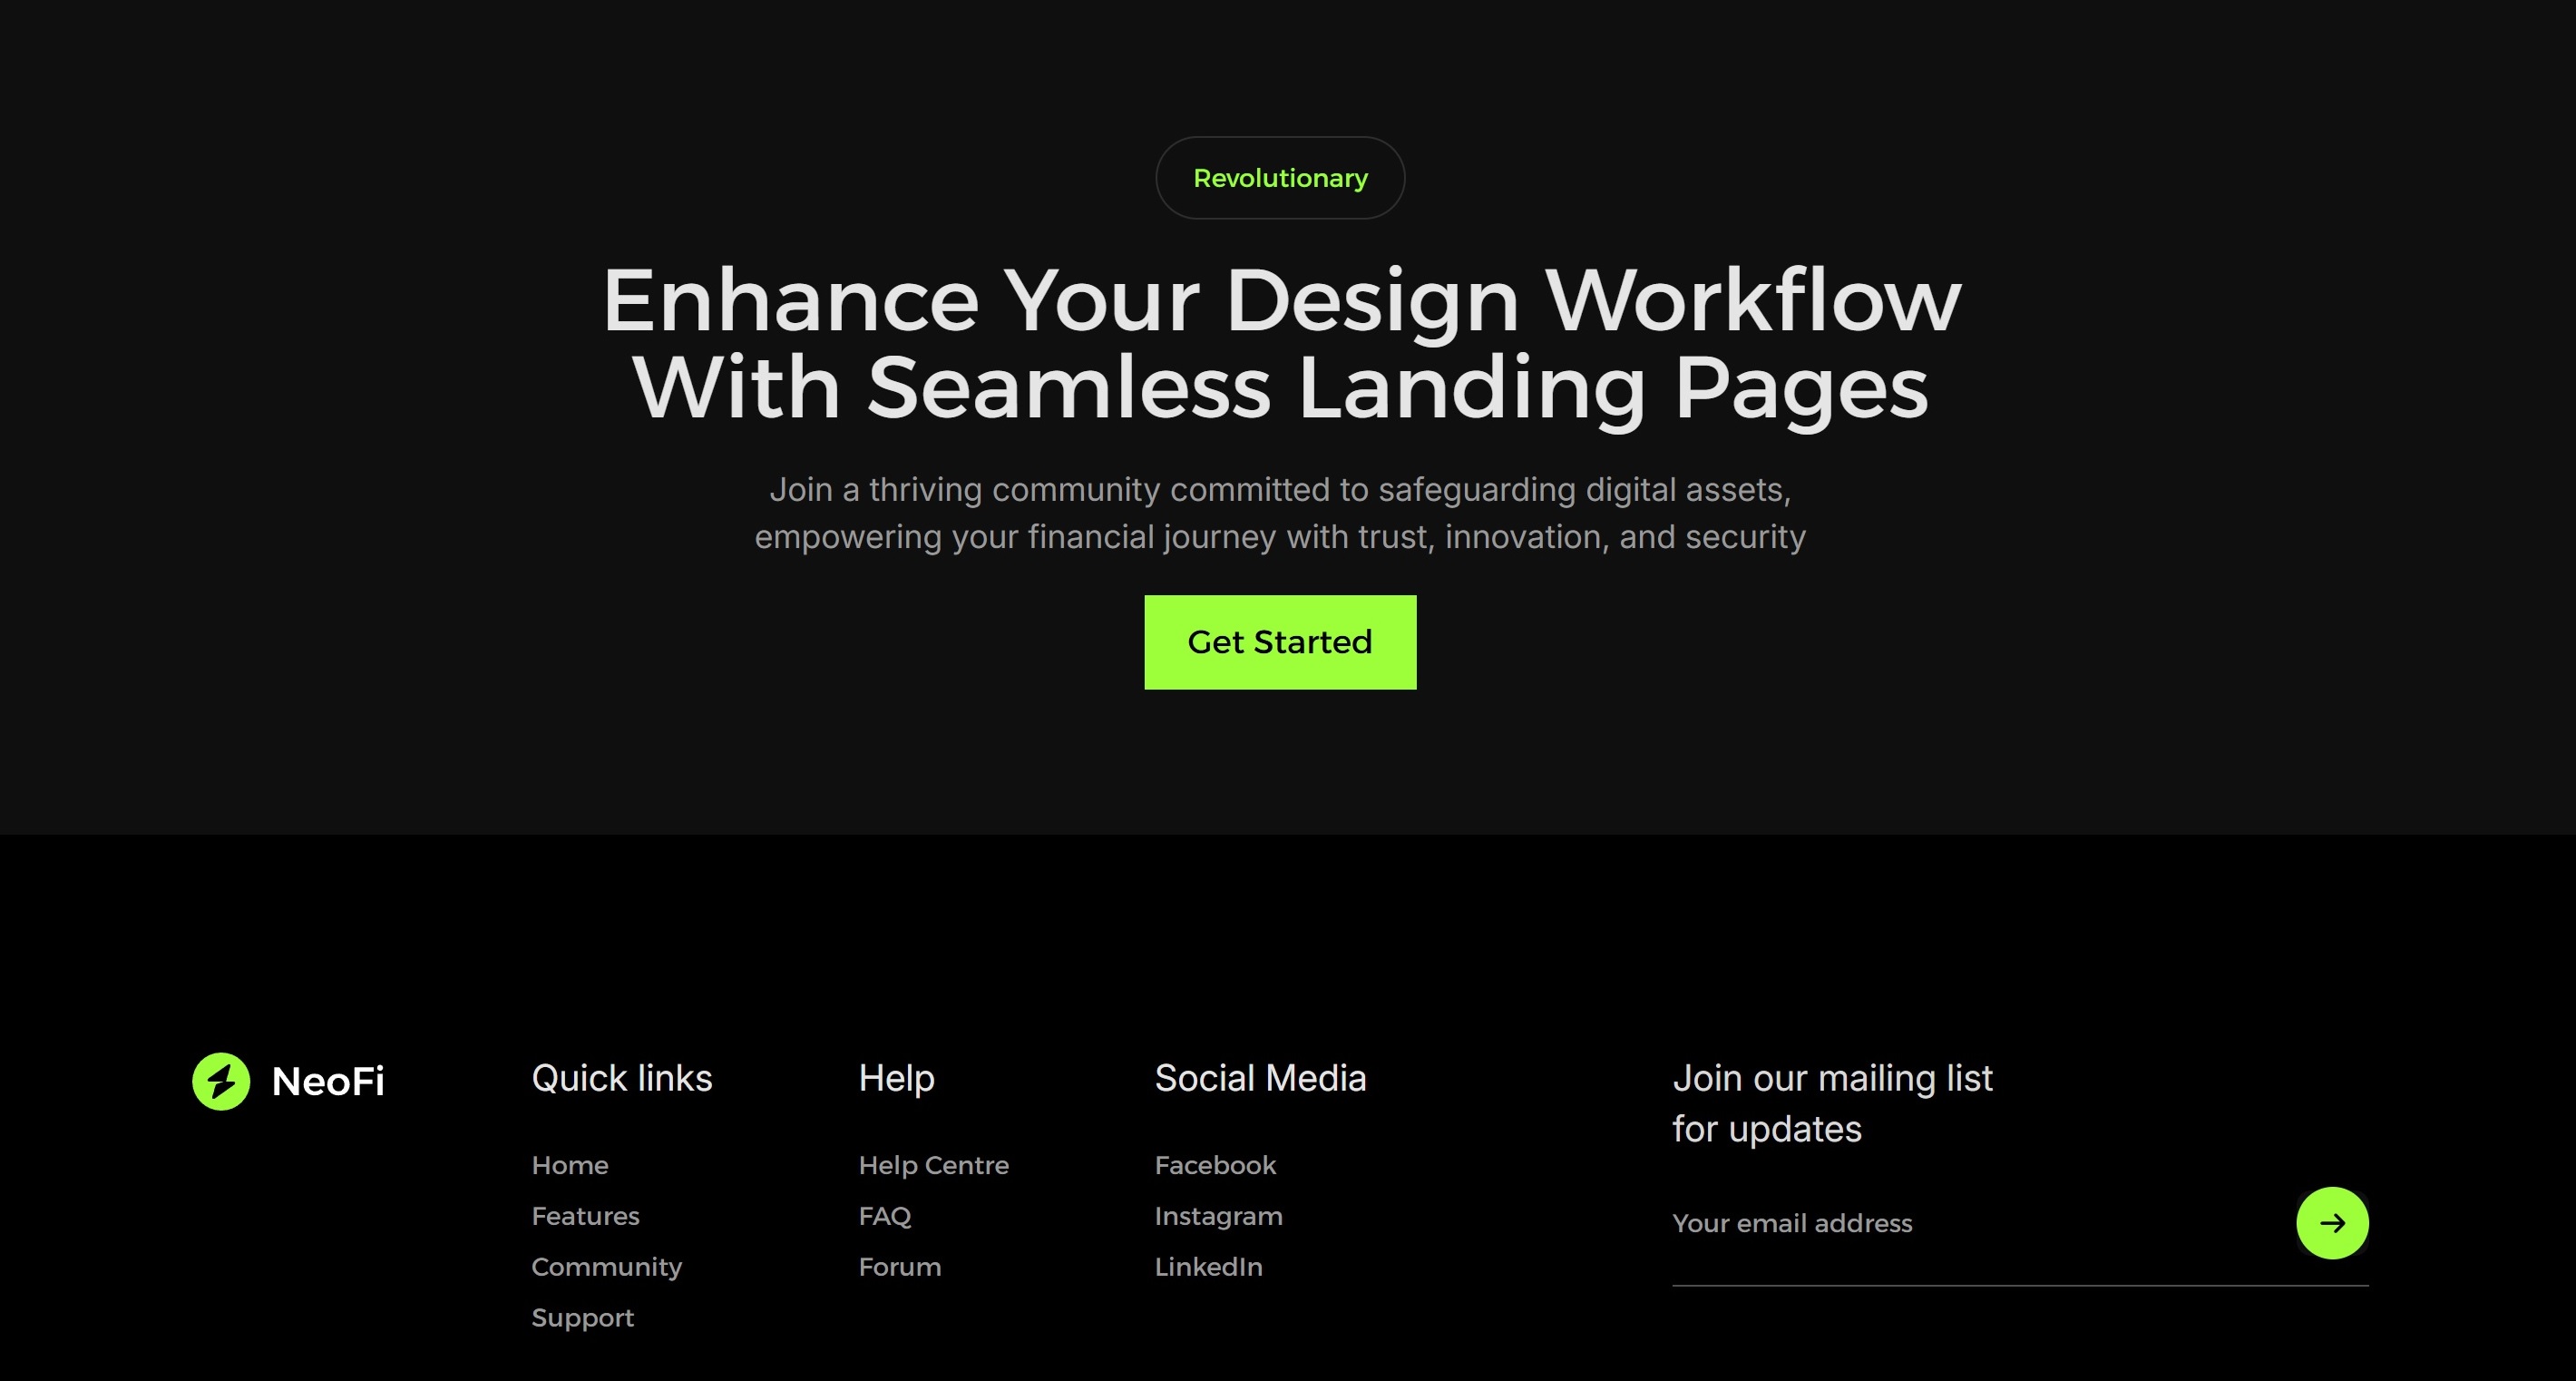 Revolutionary
Enhance Your Design Workflow
With Seamless Landing Pages
Join a thriving community committed to safeguarding digital assets,
empowering your financial journey with trust, innovation, and security
Get Started
NeoFi
Quick links
Home
Features
Community
Support
Help
Help Centre
FAQ
Forum
Social Media
Facebook
Instagram
LinkedIn
Join our mailing list
for updates
Your email address